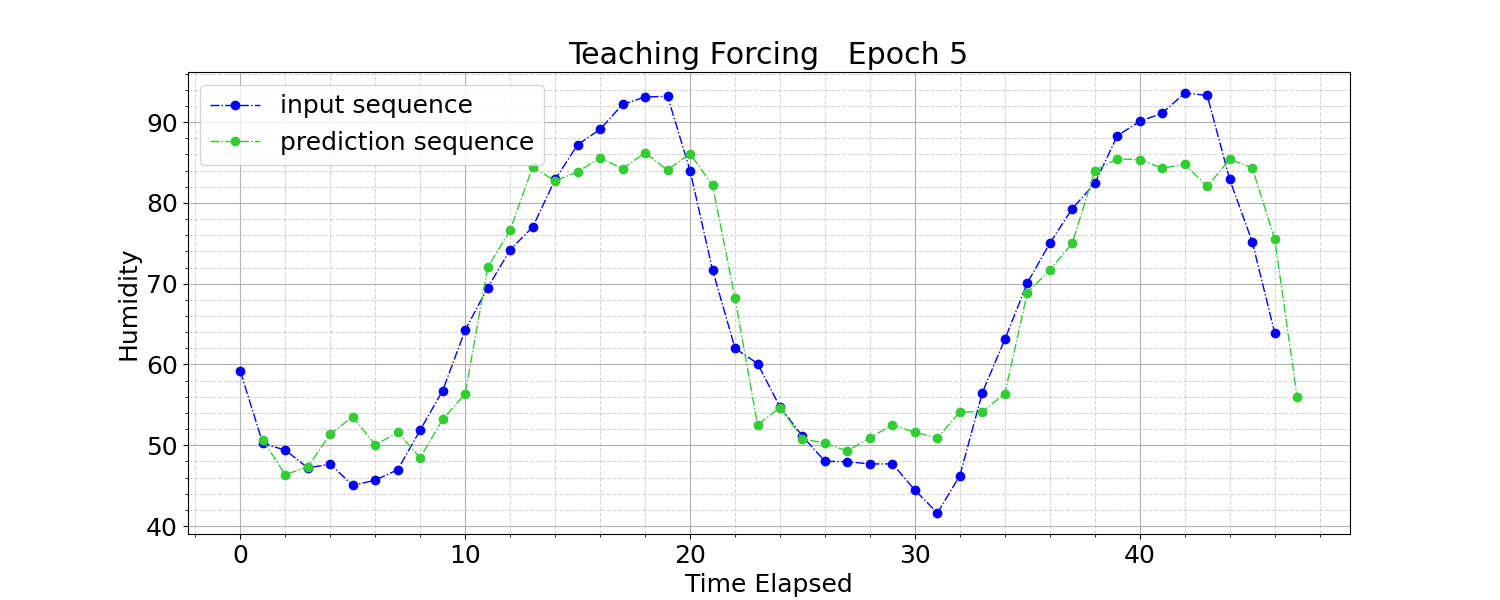 Teaching Forcing   Epoch 5
input sequence
prediction sequence
Humidity
90
80
70
60
50
40
0 10 20 30 40
Time Elapsed